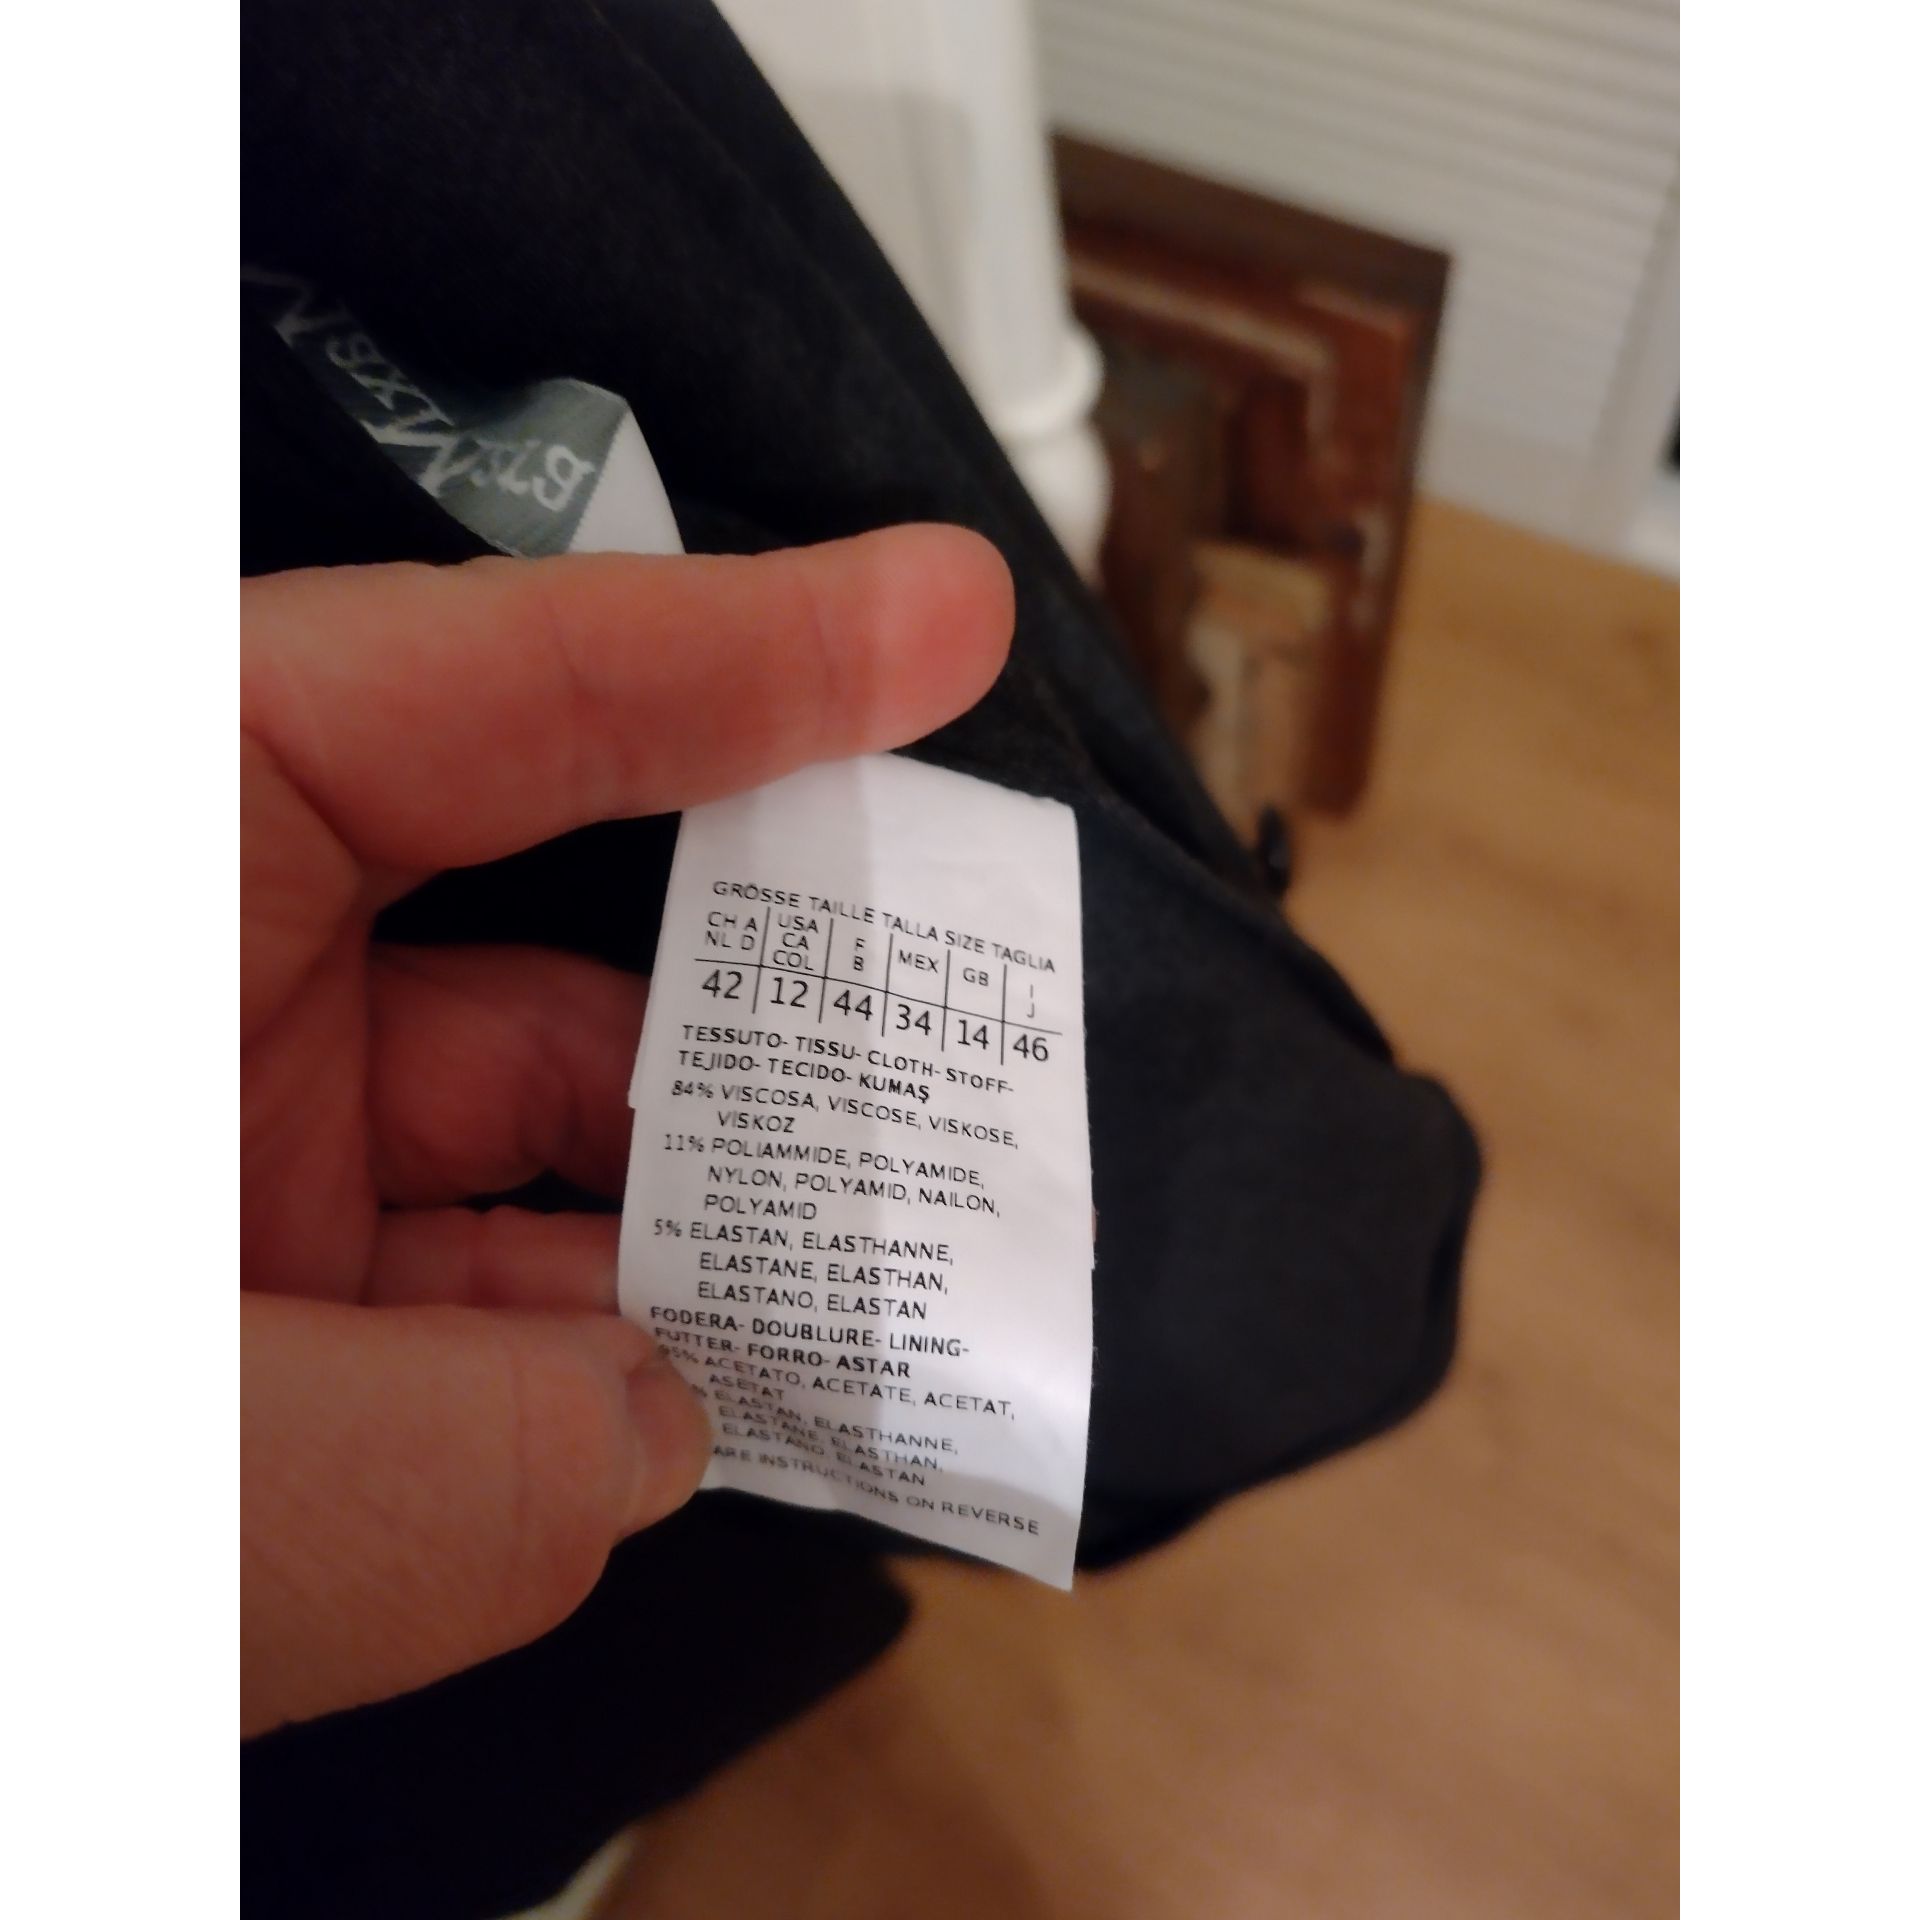 GRÖSSE TAILLE TALLA SIZE TAGLIA
CH A NL D | USA CA COL | F B | MEX | GB | I J
42 | 12 | 44 | 34 | 14 | 46
TESSUTO- TISSU- CLOTH- STOFF-
TEJIDO- TECIDO- KUMAŞ
84% VISCOSA, VISCOSE, VISKOSE,
VISKOZ
11% POLIAMMIDE, POLYAMIDE,
NYLON, POLYAMID, NAILON,
POLYAMID
5% ELASTAN, ELASTHANNE,
ELASTANE, ELASTHAN,
ELASTANO, ELASTAN
FODERA- DOUBLURE- LINING-
FUTTER- FORRO- ASTAR
95% ACETATO, ACETATE, ACETAT,
ASETAT
% ELASTAN, ELASTHANNE,
ELASTANE, ELASTHAN,
ELASTANO, ELASTAN
ARE INSTRUCTIONS ON REVERSE